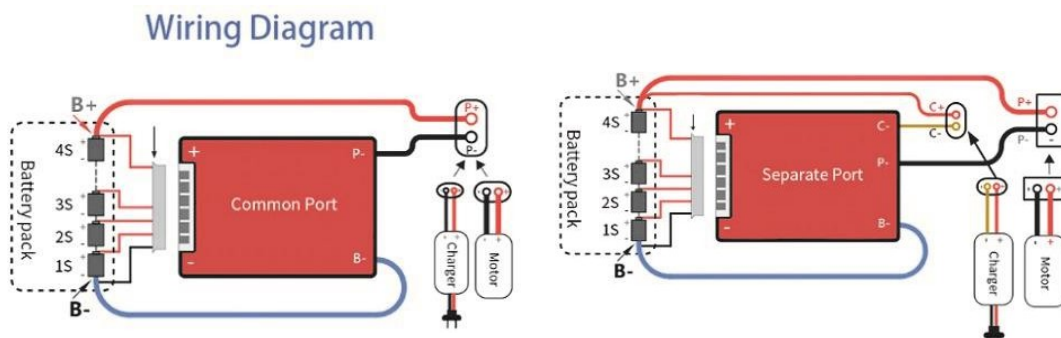 Wiring Diagram
B+
4S
3S
2S
1S
B-
Battery pack
+
-
Common Port
P-
B-
P+
P-
Charger
Motor
B+
4S
3S
2S
1S
B-
Battery pack
+
-
Separate Port
C-
P-
B-
C+
C-
P+
P-
Charger
Motor